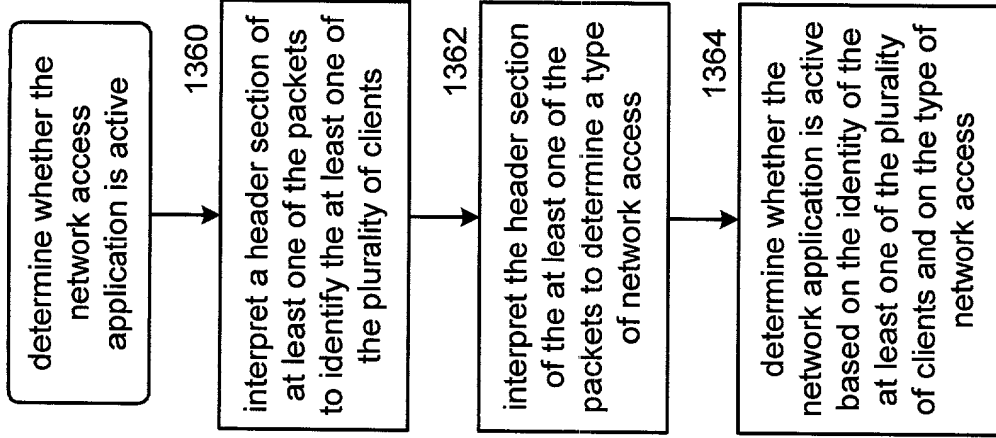 determine whether the
network access
application is active
1360
interpret a header section of
at least one of the packets
to identify the at least one of
the plurality of clients
1362
interpret the header section
of the at least one of the
packets to determine a type
of network access
1364
determine whether the
network application is active
based on the identity of the
at least one of the plurality
of clients and on the type of
network access